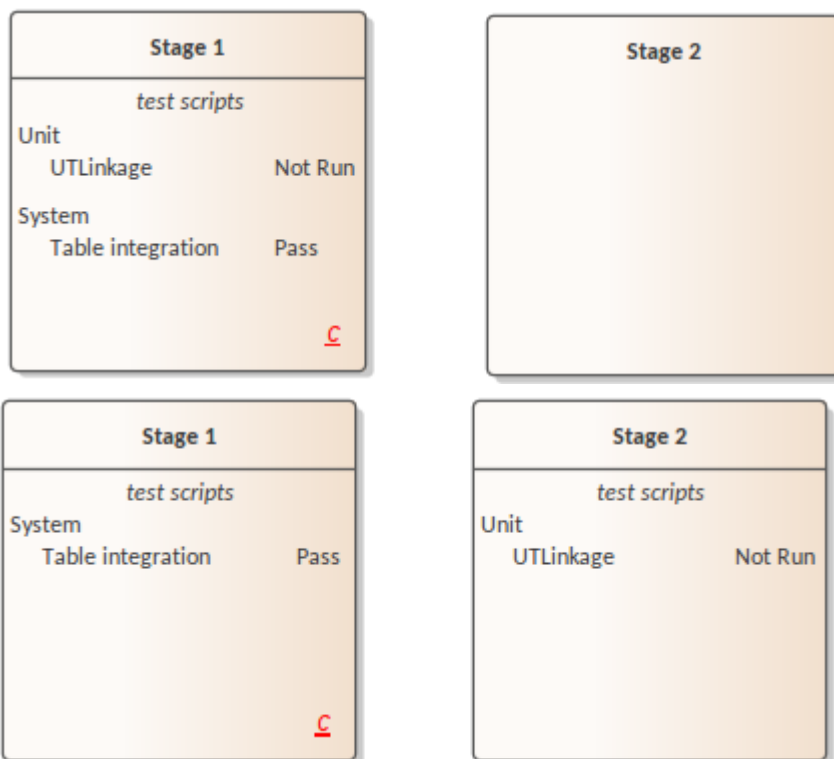 Stage 1
test scripts
Unit
UTLinkage Not Run
System
Table integration Pass
C
Stage 2
Stage 1
test scripts
System
Table integration Pass
C
Stage 2
test scripts
Unit
UTLinkage Not Run